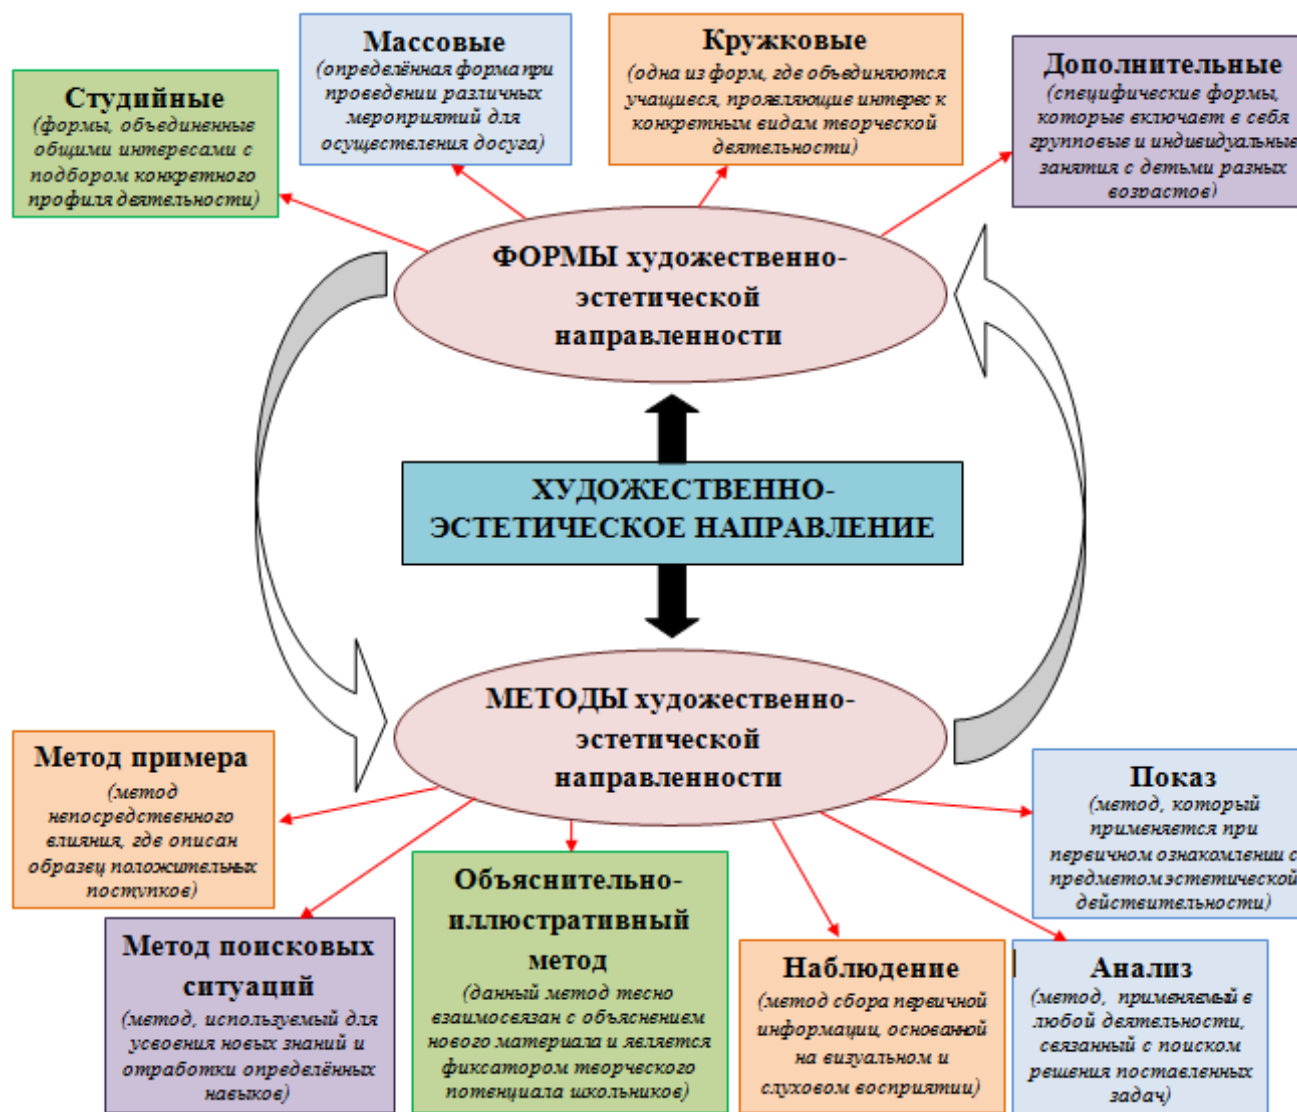 Студийные
(формы, объединенные
общими интересами с
подбором конкретного
профиля деятельности)
Массовые
(определённая форма при
проведении различных
мероприятий для
осуществления досуга)
Кружковые
(одна из форм, где объединяются
учащиеся, проявляющие интерес к
конкретным видам творческой
деятельности)
Дополнительные
(специфические формы,
которые включает в себя
групповые и индивидуальные
занятия с детьми разных
возрастов)
ФОРМЫ художественно-
эстетической
направленности
ХУДОЖЕСТВЕННО-
ЭСТЕТИЧЕСКОЕ НАПРАВЛЕНИЕ
МЕТОДЫ художественно-
эстетической
направленности
Метод примера
(метод
непосредственного
влияния, где описан
образец положительных
поступков)
Метод поисковых
ситуаций
(метод, используемый для
усвоения новых знаний и
отработки определённых
навыков)
Объяснительно-
иллюстративный
метод
(данный метод тесно
взаимосвязан с объяснением
нового материала и является
фиксатором творческого
потенциала школьников)
Наблюдение
(метод сбора первичной
информации, основанной
на визуальном и
слуховом восприятии)
Анализ
(метод, применяемый в
любой деятельности,
связанный с поиском
решения поставленных
задач)
Показ
(метод, который
применяется при
первичном ознакомлении с
предметом эстетической
действительности)